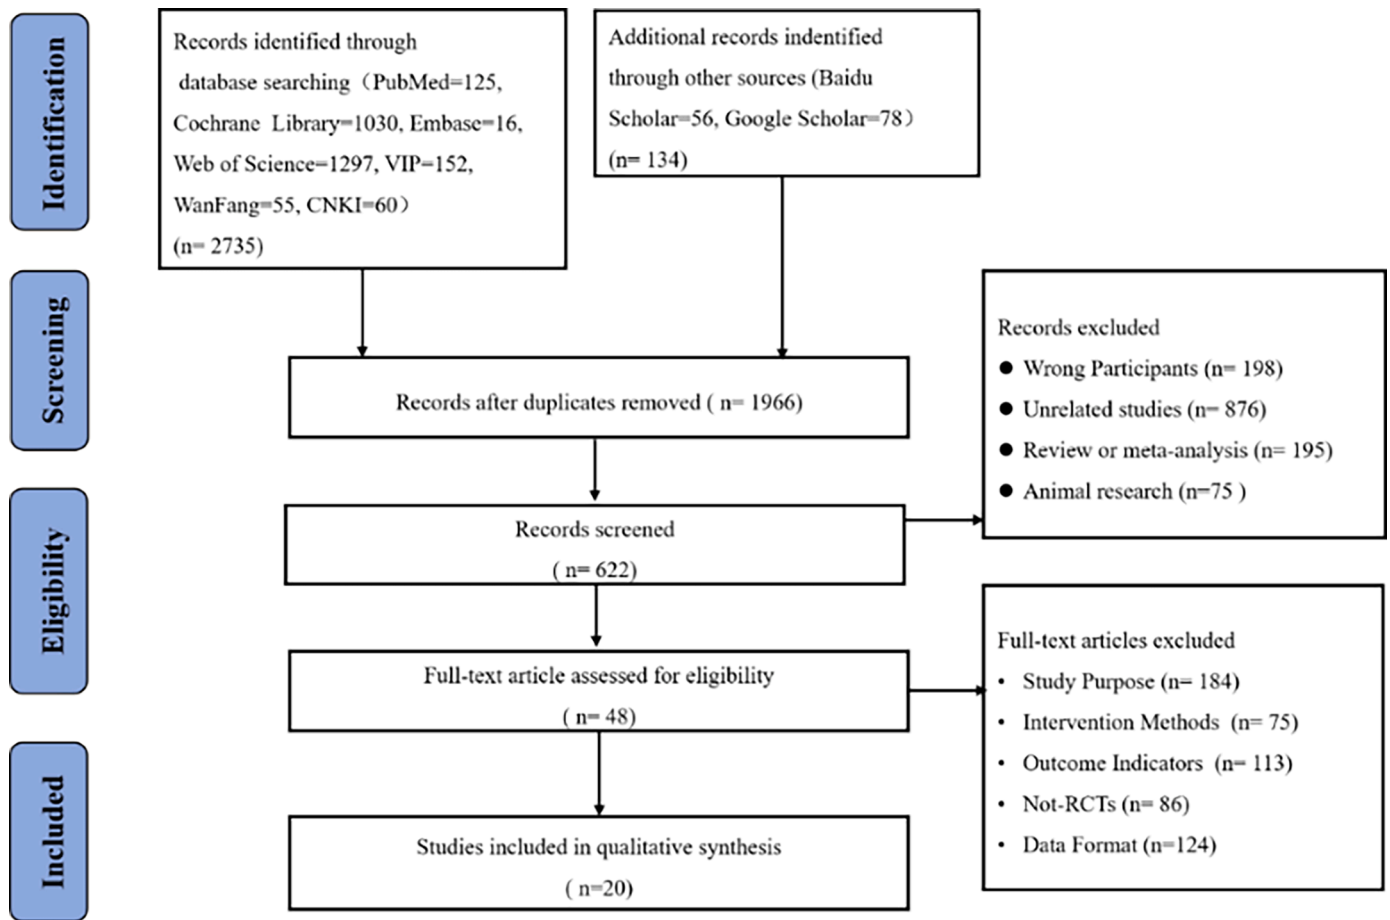 Identification
Records identified through
database searching（PubMed=125,
Cochrane Library=1030, Embase=16,
Web of Science=1297, VIP=152,
WanFang=55, CNKI=60）
(n= 2735)
Additional records indentified
through other sources (Baidu
Scholar=56, Google Scholar=78）
(n= 134)
Screening
Records after duplicates removed ( n= 1966)
Records excluded
● Wrong Participants (n= 198)
● Unrelated studies (n= 876)
● Review or meta-analysis (n= 195)
● Animal research (n=75 )
Eligibility
Records screened
( n= 622)
Full-text article assessed for eligibility
( n= 48)
Full-text articles excluded
• Study Purpose (n= 184)
• Intervention Methods (n= 75)
• Outcome Indicators (n= 113)
• Not-RCTs (n= 86)
• Data Format (n=124)
Included
Studies included in qualitative synthesis
( n=20)